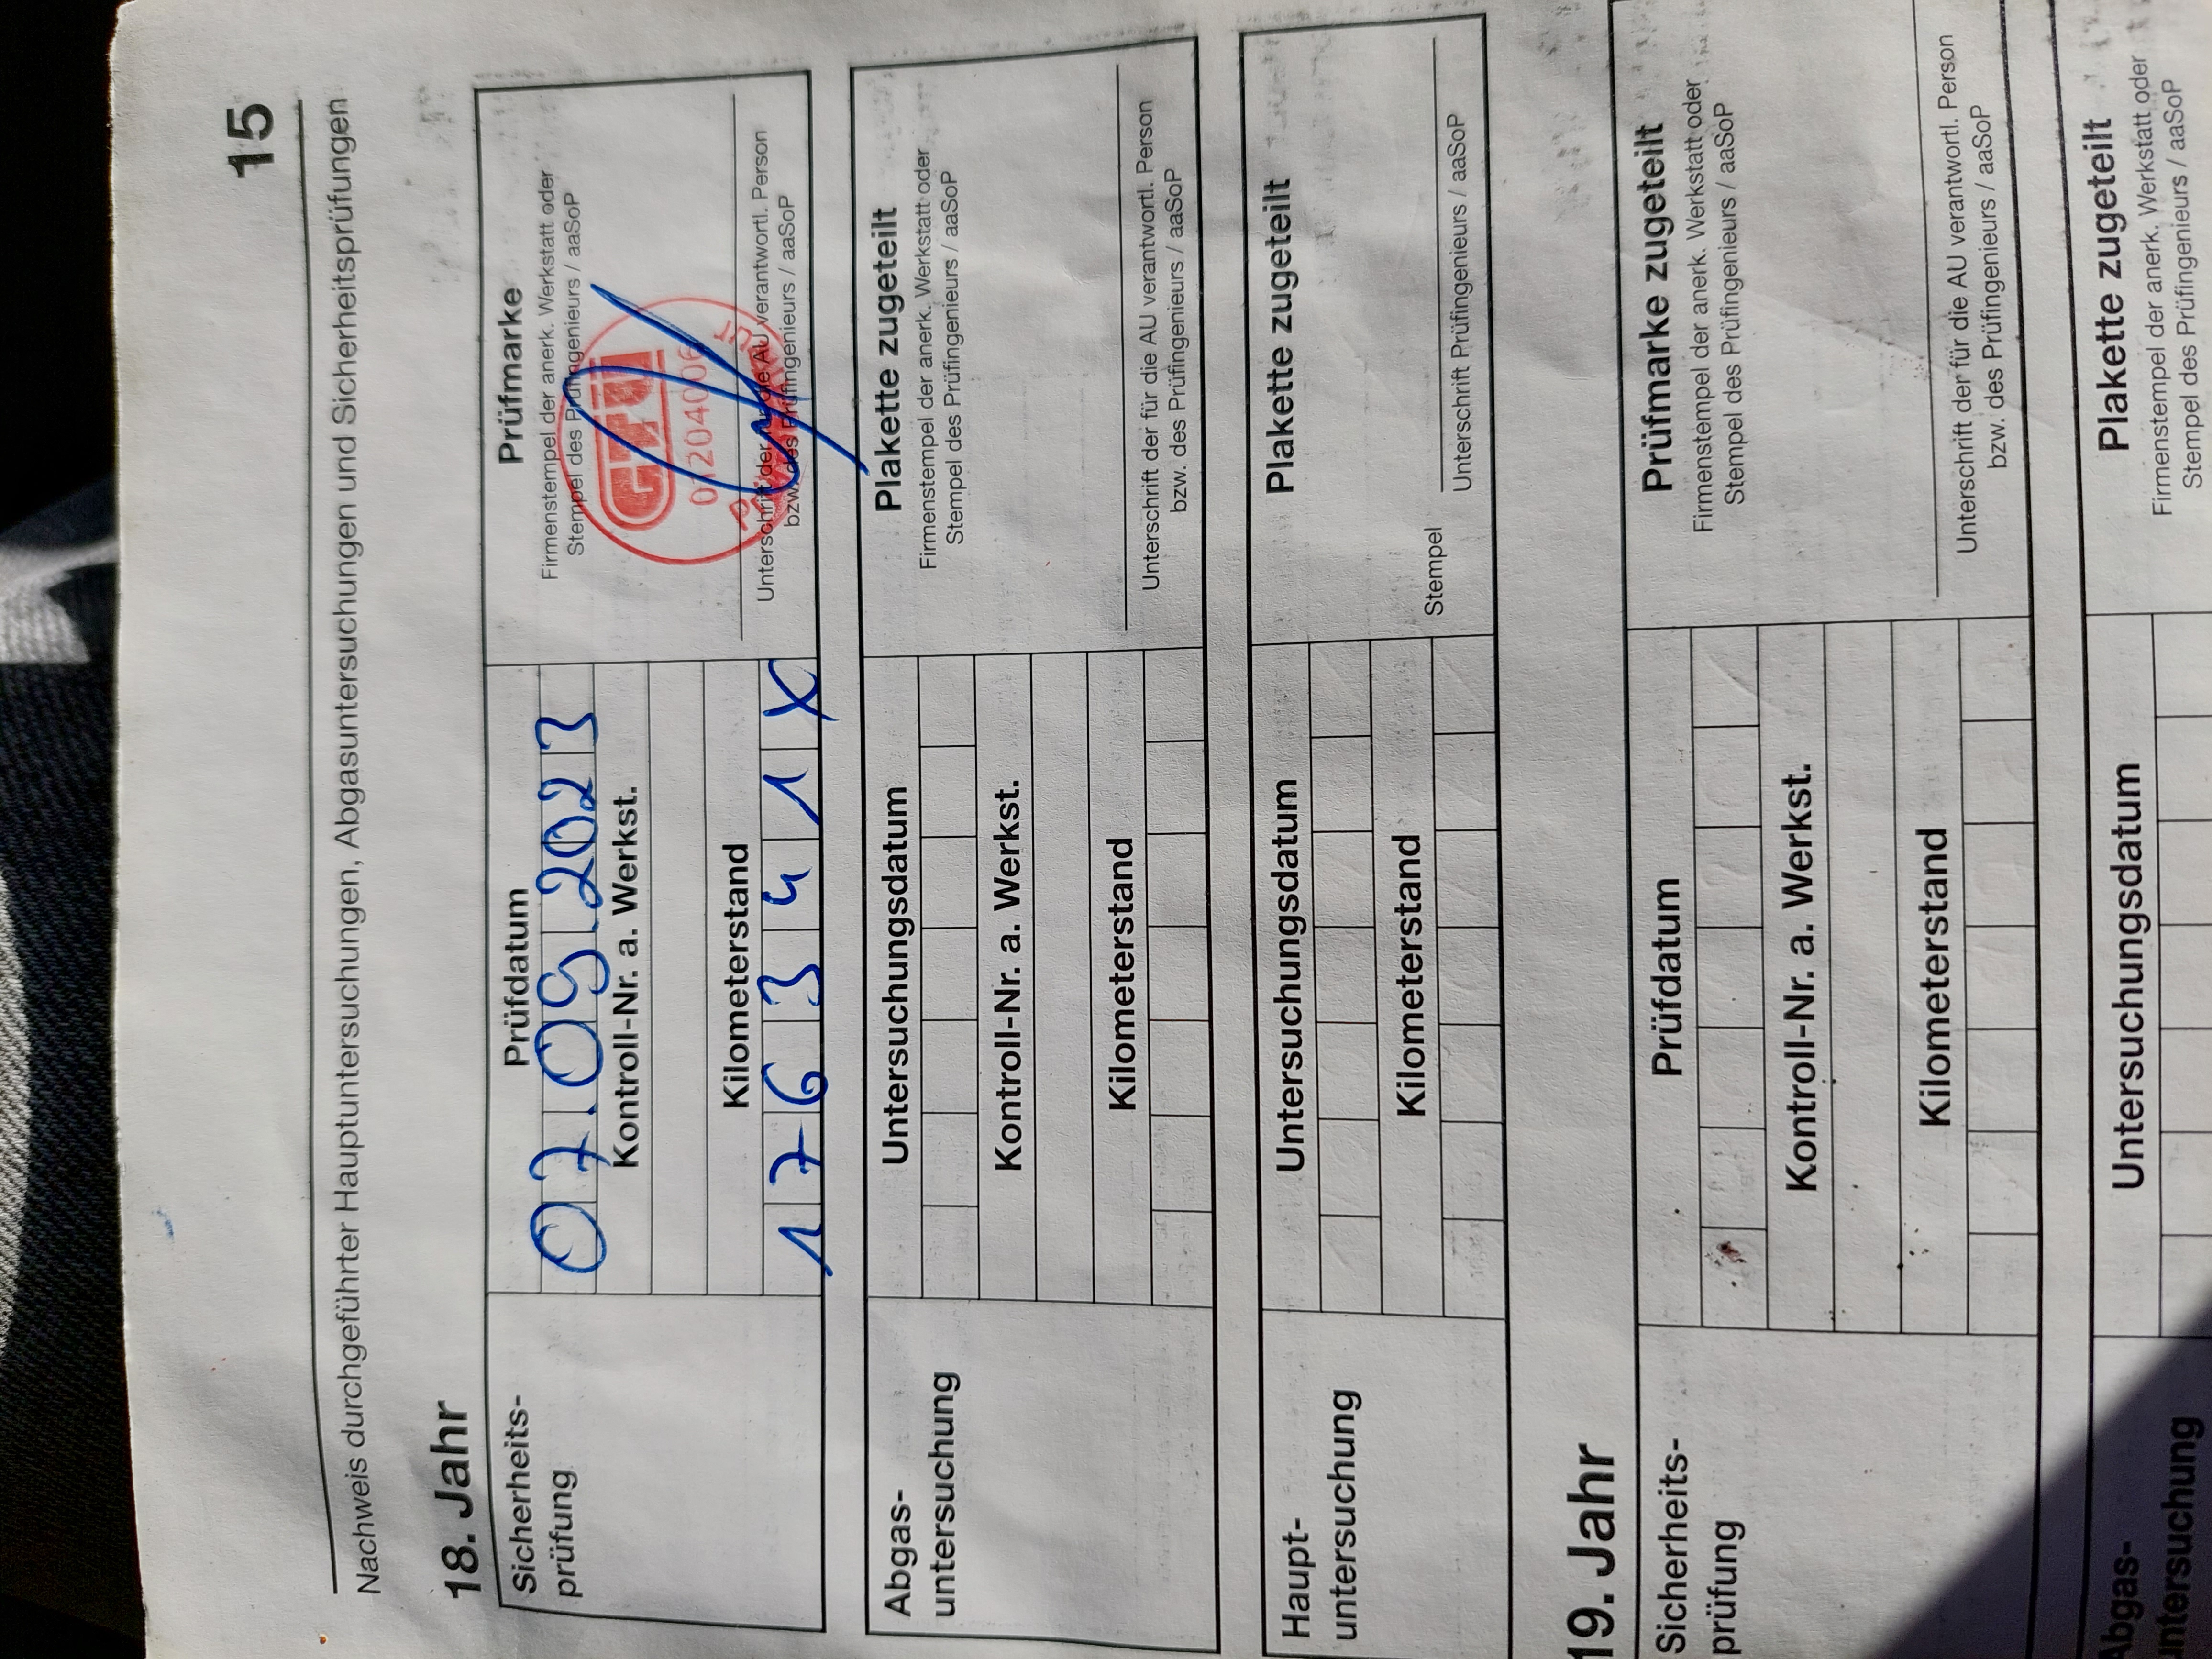 15
Nachweis durchgeführter Hauptuntersuchungen, Abgasuntersuchungen und Sicherheitsprüfungen
18. Jahr
Sicherheits-
prüfung
Prüfdatum
07.09.2023
Kontroll-Nr. a. Werkst.
Kilometerstand
176341X
Prüfmarke
Firmenstempel der anerk. Werkstatt oder
Stempel des Prüfingenieurs / aaSoP
GTÜ
Unterschrift der für die AU verantwortl. Person
bzw. des Prüfingenieurs / aaSoP
Abgas-
untersuchung
Untersuchungsdatum
Kontroll-Nr. a. Werkst.
Kilometerstand
Plakette zugeteilt
Firmenstempel der anerk. Werkstatt oder
Stempel des Prüfingenieurs / aaSoP
Unterschrift der für die AU verantwortl. Person
bzw. des Prüfingenieurs / aaSoP
Haupt-
untersuchung
Untersuchungsdatum
Kilometerstand
Plakette zugeteilt
Stempel
Unterschrift Prüfingenieurs / aaSoP
19. Jahr
Sicherheits-
prüfung
Prüfdatum
Kontroll-Nr. a. Werkst.
Kilometerstand
Prüfmarke zugeteilt
Firmenstempel der anerk. Werkstatt oder
Stempel des Prüfingenieurs / aaSoP
Unterschrift der für die AU verantwortl. Person
bzw. des Prüfingenieurs / aaSoP
Abgas-
untersuchung
Untersuchungsdatum
Plakette zugeteilt
Firmenstempel der anerk. Werkstatt oder
Stempel des Prüfingenieurs / aaSoP